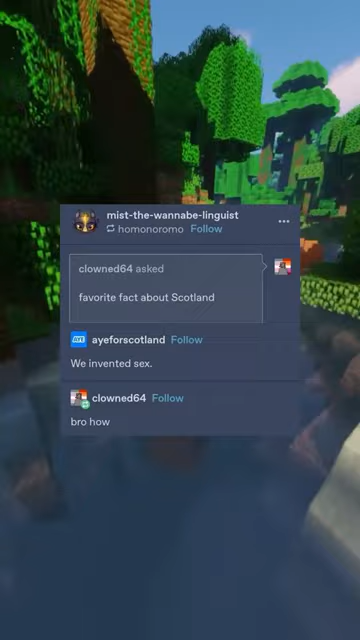 mist-the-wannabe-linguist
homonoromo Follow
clowned64 asked
favorite fact about Scotland
AYE
ayeforscotland Follow
We invented sex.
clowned64 Follow
bro how